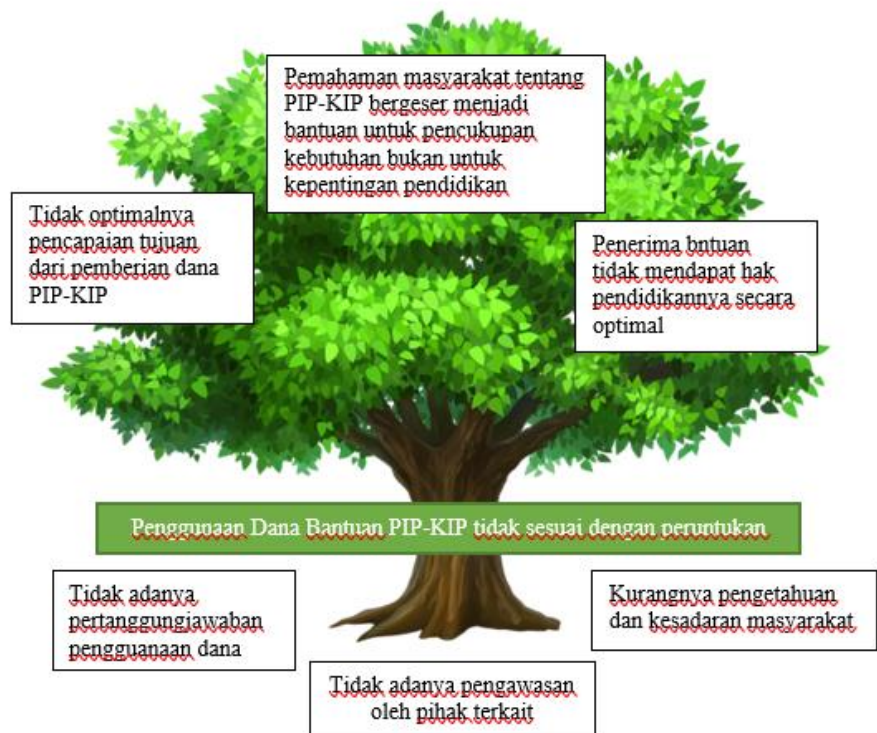 Pemahaman masyarakat tentang
PIP-KIP bergeser menjadi
bantuan untuk pencukupan
kebutuhan bukan untuk
kepentingan pendidikan
Tidak optimalnya
pencapaian tujuan
dari pemberian dana
PIP-KIP
Penerima bntuan
tidak mendapat hak
pendidikannya secara
optimal
Penggunaan Dana Bantuan PIP-KIP tidak sesuai dengan peruntukan
Tidak adanya
pertanggungjawaban
pengguanaan dana
Kurangnya pengetahuan
dan kesadaran masyarakat
Tidak adanya pengawasan
oleh pihak terkait